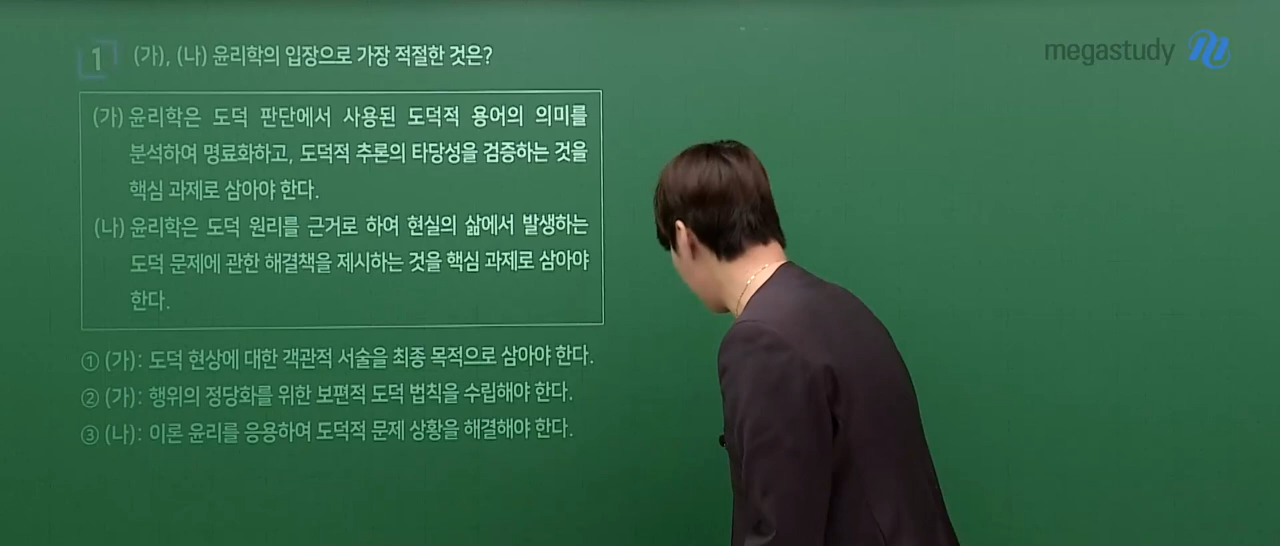 1 (가), (나) 윤리학의 입장으로 가장 적절한 것은?
megastudy
(가) 윤리학은 도덕 판단에서 사용된 도덕적 용어의 의미를
분석하여 명료화하고, 도덕적 추론의 타당성을 검증하는 것을
핵심 과제로 삼아야 한다.
(나) 윤리학은 도덕 원리를 근거로 하여 현실의 삶에서 발생하는
도덕 문제에 관한 해결책을 제시하는 것을 핵심 과제로 삼아야
한다.
① (가): 도덕 현상에 대한 객관적 서술을 최종 목적으로 삼아야 한다.
② (가): 행위의 정당화를 위한 보편적 도덕 법칙을 수립해야 한다.
③ (나): 이론 윤리를 응용하여 도덕적 문제 상황을 해결해야 한다.